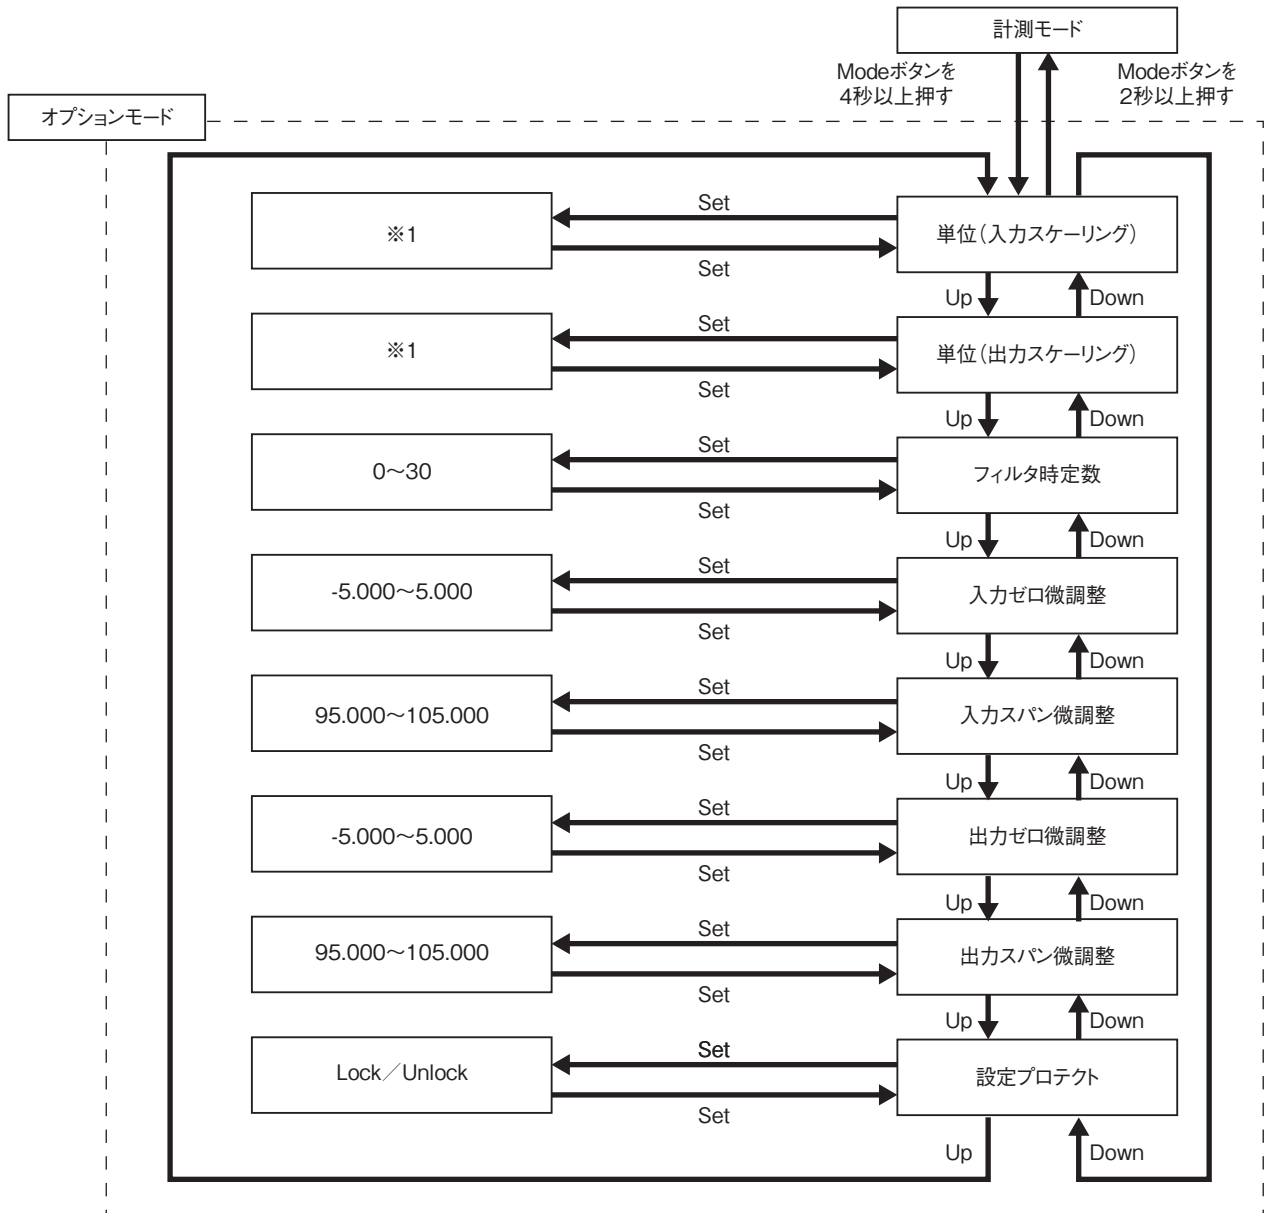 計測モード
Modeボタンを
4秒以上押す
Modeボタンを
2秒以上押す
オプションモード
※1
Set
Set
単位(入力スケーリング)
Up
Down
※1
Set
Set
単位(出力スケーリング)
Up
Down
0〜30
Set
Set
フィルタ時定数
Up
Down
-5.000〜5.000
Set
Set
入力ゼロ微調整
Up
Down
95.000〜105.000
Set
Set
入力スパン微調整
Up
Down
-5.000〜5.000
Set
Set
出力ゼロ微調整
Up
Down
95.000〜105.000
Set
Set
出力スパン微調整
Up
Down
Lock/Unlock
Set
Set
設定プロテクト
Up
Down